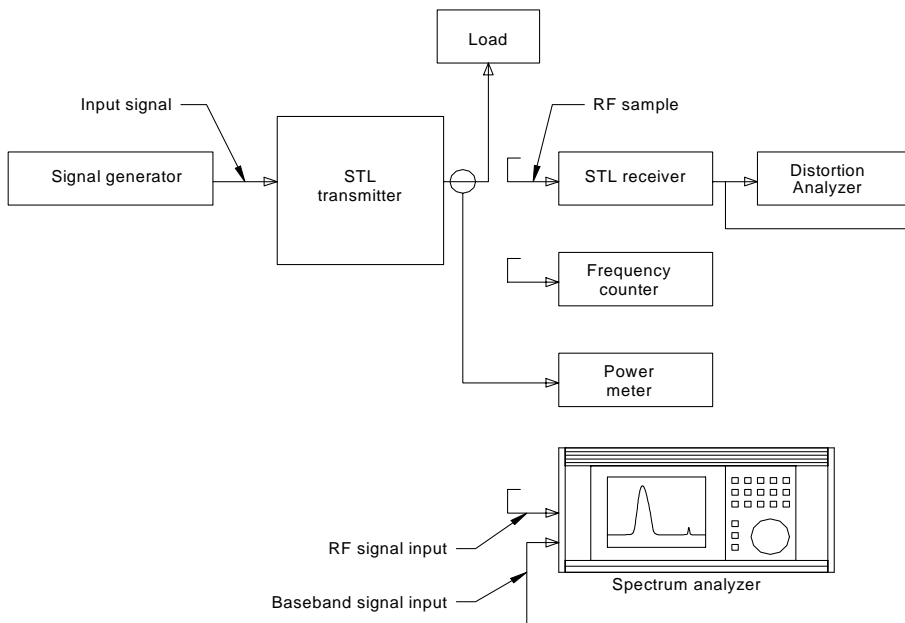 Load
Input signal
RF sample
Signal generator
STL
transmitter
STL receiver
Distortion
Analyzer
Frequency
counter
Power
meter
RF signal input
Spectrum analyzer
Baseband signal input